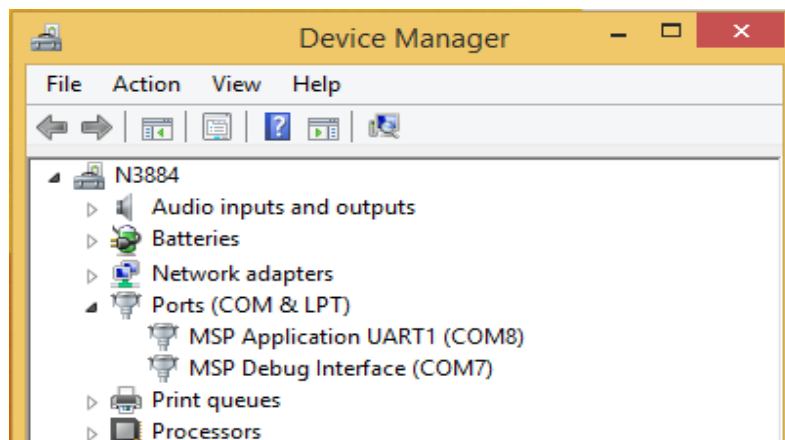 Device Manager
File Action View Help
N3884
Audio inputs and outputs
Batteries
Network adapters
Ports (COM & LPT)
MSP Application UART1 (COM8)
MSP Debug Interface (COM7)
Print queues
Processors